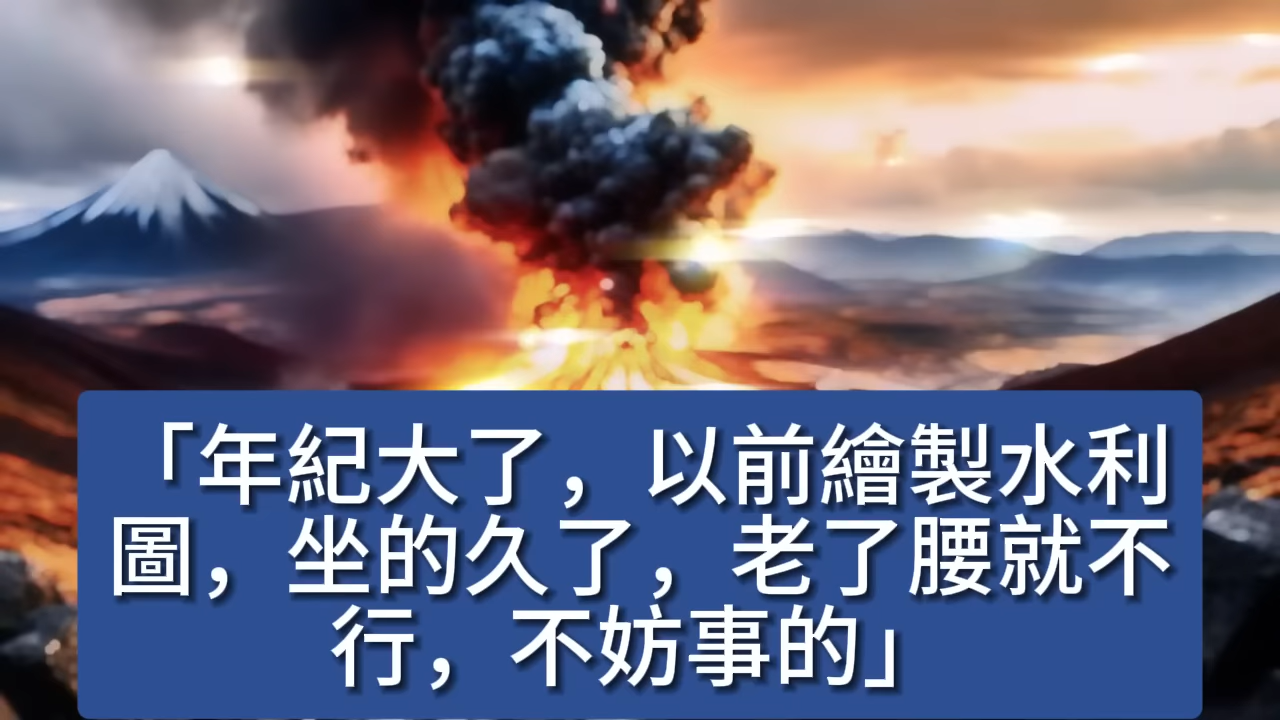 「年紀大了，以前繪製水利
圖，坐的久了，老了腰就不
行，不妨事的」